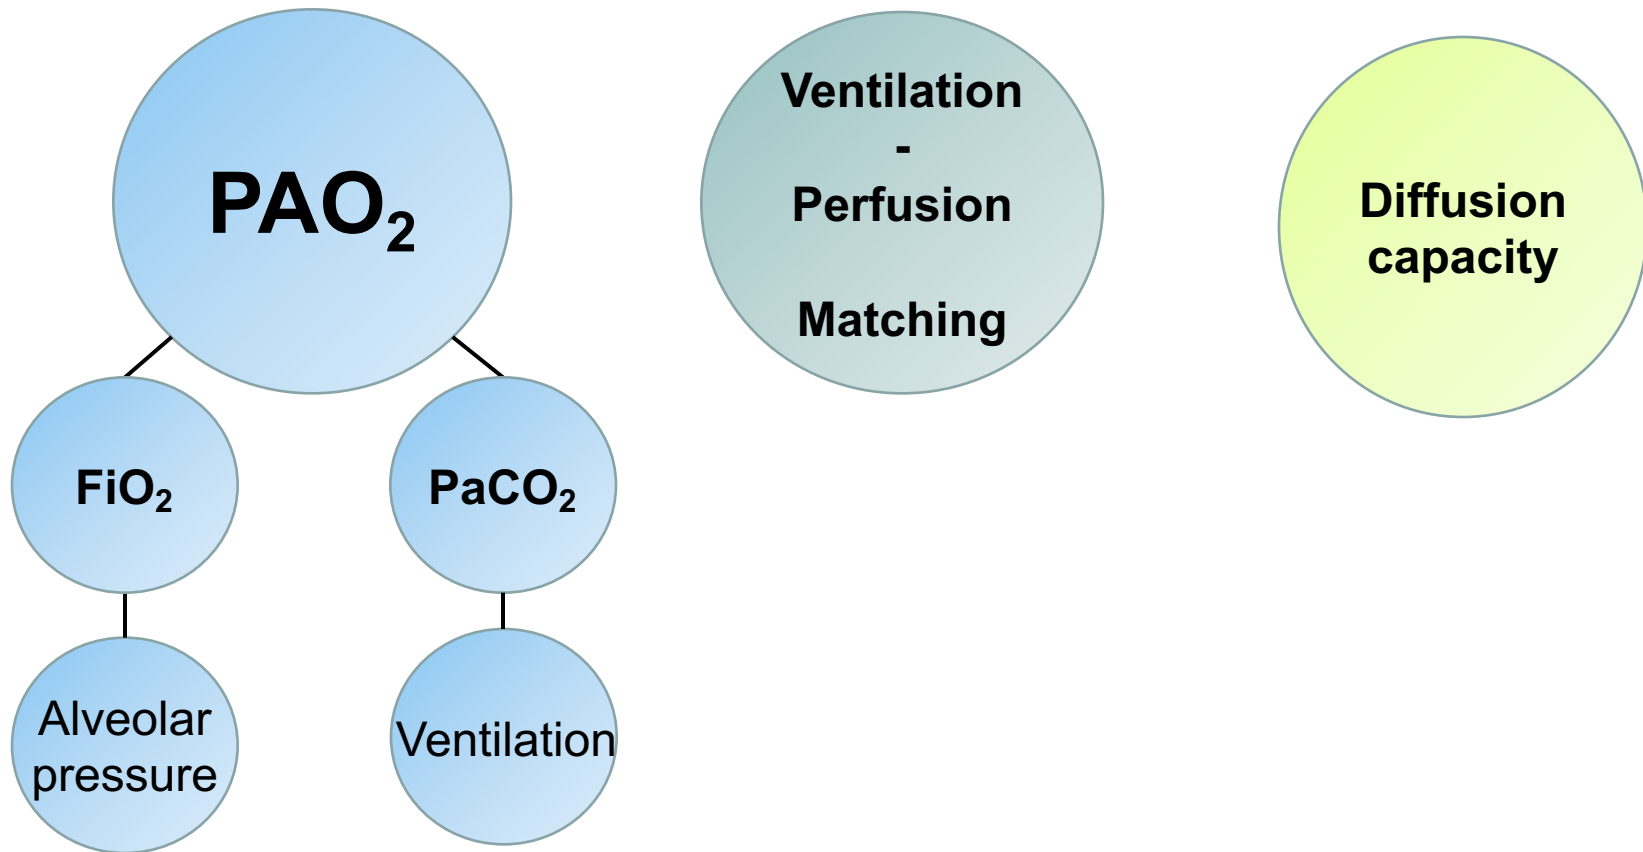 PAO₂
Ventilation
-
Perfusion
Matching
Diffusion
capacity
FiO₂
PaCO₂
Alveolar
pressure
Ventilation